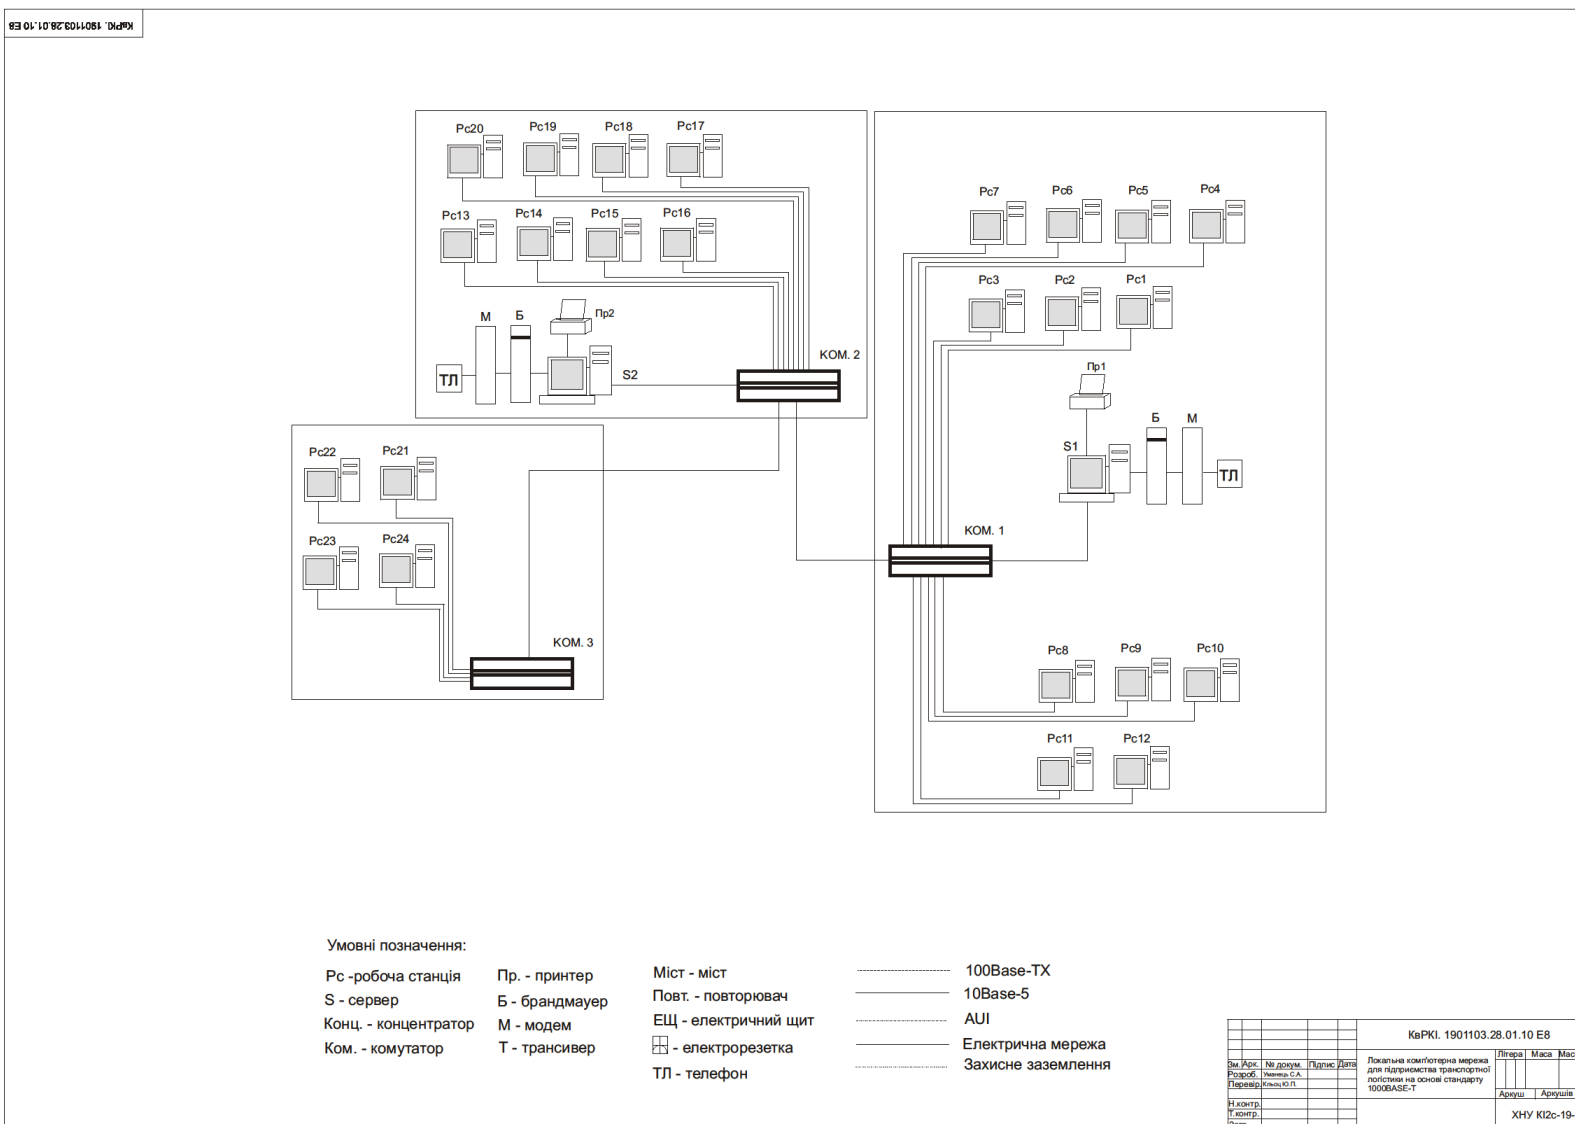 КвРКІ. 1901103.28.01.10 Е8
Рс20 Рс19 Рс18 Рс17
Рс13 Рс14 Рс15 Рс16
М Б Пр2
ТЛ S2 КОМ. 2
Рс7 Рс6 Рс5 Рс4
Рс3 Рс2 Рс1
Пр1
S1 Б М
ТЛ
КОМ. 1
Рс22 Рс21
Рс23 Рс24
КОМ. 3
Рс8 Рс9 Рс10
Рс11 Рс12
Умовні позначення:
Рс -робоча станція
S - сервер
Конц. - концентратор
Ком. - комутатор
Пр. - принтер
Б - брандмауер
М - модем
Т - трансивер
Міст - міст
Повт. - повторювач
ЕЩ - електричний щит
- електрорезетка
ТЛ - телефон
100Base-TX
10Base-5
AUI
Електрична мережа
Захисне заземлення
КвРКІ. 1901103.28.01.10 Е8
Зм. Арк. № докум. Підпис Дата
Розроб. Уманець С.А.
Перевір. Кльоц Ю.П.
Н.контр.
Т.контр.
Локальна комп'ютерна мережа
для підприємства транспортної
логістики на основі стандарту
1000BASE-T
Літера Маса
Аркуш Аркушів
ХНУ КІ2с-19-